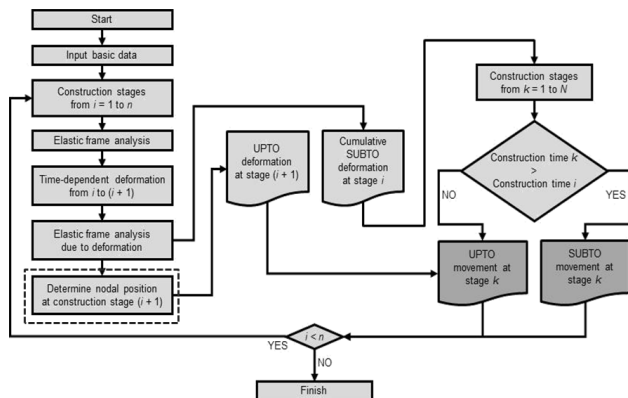 Start
Input basic data
Construction stages
from i = 1 to n
Elastic frame analysis
Time-dependent deformation
from i to (i + 1)
Elastic frame analysis
due to deformation
Determine nodal position
at construction stage (i + 1)
UPTO
deformation
at stage (i + 1)
Cumulative
SUBTO
deformation
at stage i
Construction stages
from k = 1 to N
Construction time k
>
Construction time i
NO
YES
UPTO
movement at
stage k
SUBTO
movement at
stage k
i < n
YES
NO
Finish